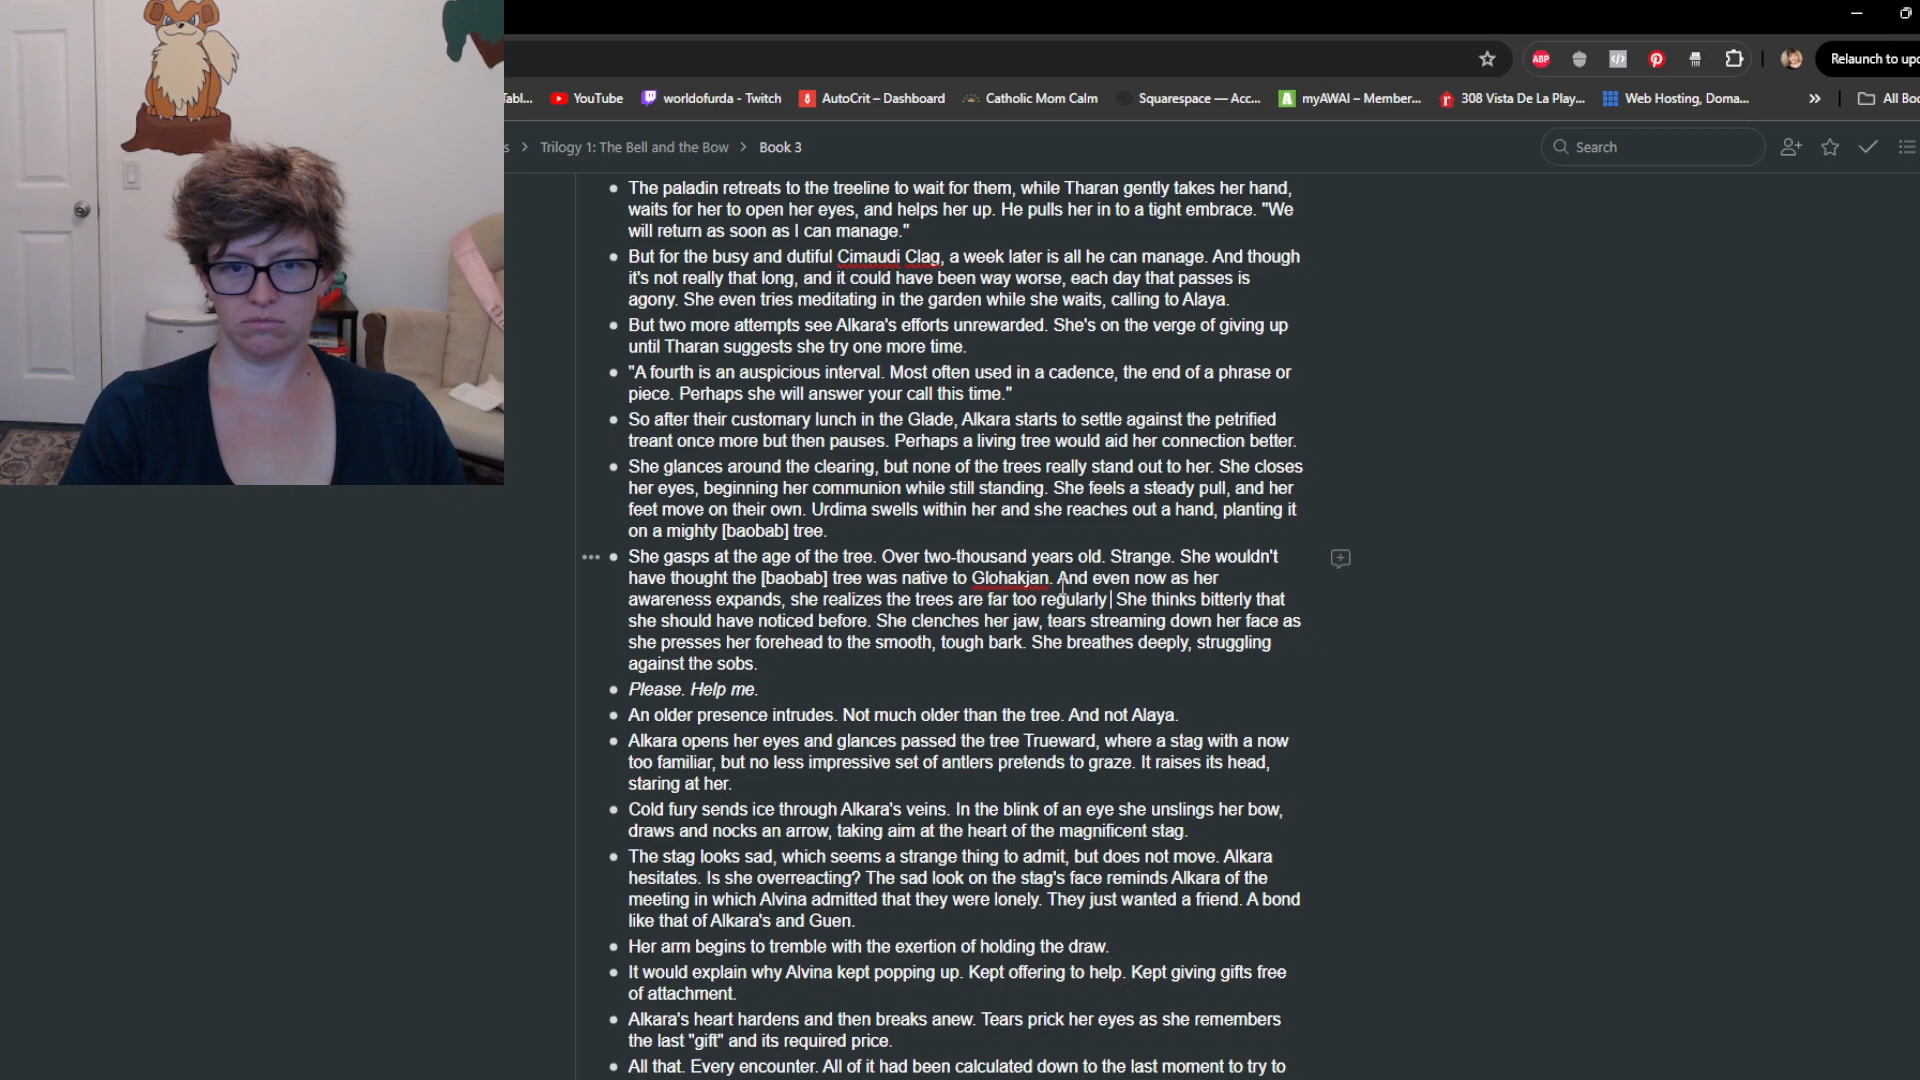 Relaunch to upd
Tabl...
YouTube
worldofurda - Twitch
AutoCrit – Dashboard
Catholic Mom Calm
Squarespace — Acc...
myAWAI – Member...
308 Vista De La Play...
Web Hosting, Doma...
»
All Boo
ABP
s > Trilogy 1: The Bell and the Bow > Book 3
Search
The paladin retreats to the treeline to wait for them, while Tharan gently takes her hand,
waits for her to open her eyes, and helps her up. He pulls her in to a tight embrace. "We
will return as soon as I can manage."
But for the busy and dutiful Cimaudi Clag, a week later is all he can manage. And though
it's not really that long, and it could have been way worse, each day that passes is
agony. She even tries meditating in the garden while she waits, calling to Alaya.
But two more attempts see Alkara's efforts unrewarded. She's on the verge of giving up
until Tharan suggests she try one more time.
"A fourth is an auspicious interval. Most often used in a cadence, the end of a phrase or
piece. Perhaps she will answer your call this time."
So after their customary lunch in the Glade, Alkara starts to settle against the petrified
treant once more but then pauses. Perhaps a living tree would aid her connection better.
She glances around the clearing, but none of the trees really stand out to her. She closes
her eyes, beginning her communion while still standing. She feels a steady pull, and her
feet move on their own. Urdima swells within her and she reaches out a hand, planting it
on a mighty [baobab] tree.
She gasps at the age of the tree. Over two-thousand years old. Strange. She wouldn't
have thought the [baobab] tree was native to Glohakjan. And even now as her
awareness expands, she realizes the trees are far too regularly She thinks bitterly that
she should have noticed before. She clenches her jaw, tears streaming down her face as
she presses her forehead to the smooth, tough bark. She breathes deeply, struggling
against the sobs.
Please. Help me.
An older presence intrudes. Not much older than the tree. And not Alaya.
Alkara opens her eyes and glances passed the tree Trueward, where a stag with a now
too familiar, but no less impressive set of antlers pretends to graze. It raises its head,
staring at her.
Cold fury sends ice through Alkara's veins. In the blink of an eye she unslings her bow,
draws and nocks an arrow, taking aim at the heart of the magnificent stag.
The stag looks sad, which seems a strange thing to admit, but does not move. Alkara
hesitates. Is she overreacting? The sad look on the stag's face reminds Alkara of the
meeting in which Alvina admitted that they were lonely. They just wanted a friend. A bond
like that of Alkara's and Guen.
Her arm begins to tremble with the exertion of holding the draw.
It would explain why Alvina kept popping up. Kept offering to help. Kept giving gifts free
of attachment.
Alkara's heart hardens and then breaks anew. Tears prick her eyes as she remembers
the last "gift" and its required price.
All that. Every encounter. All of it had been calculated down to the last moment to try to